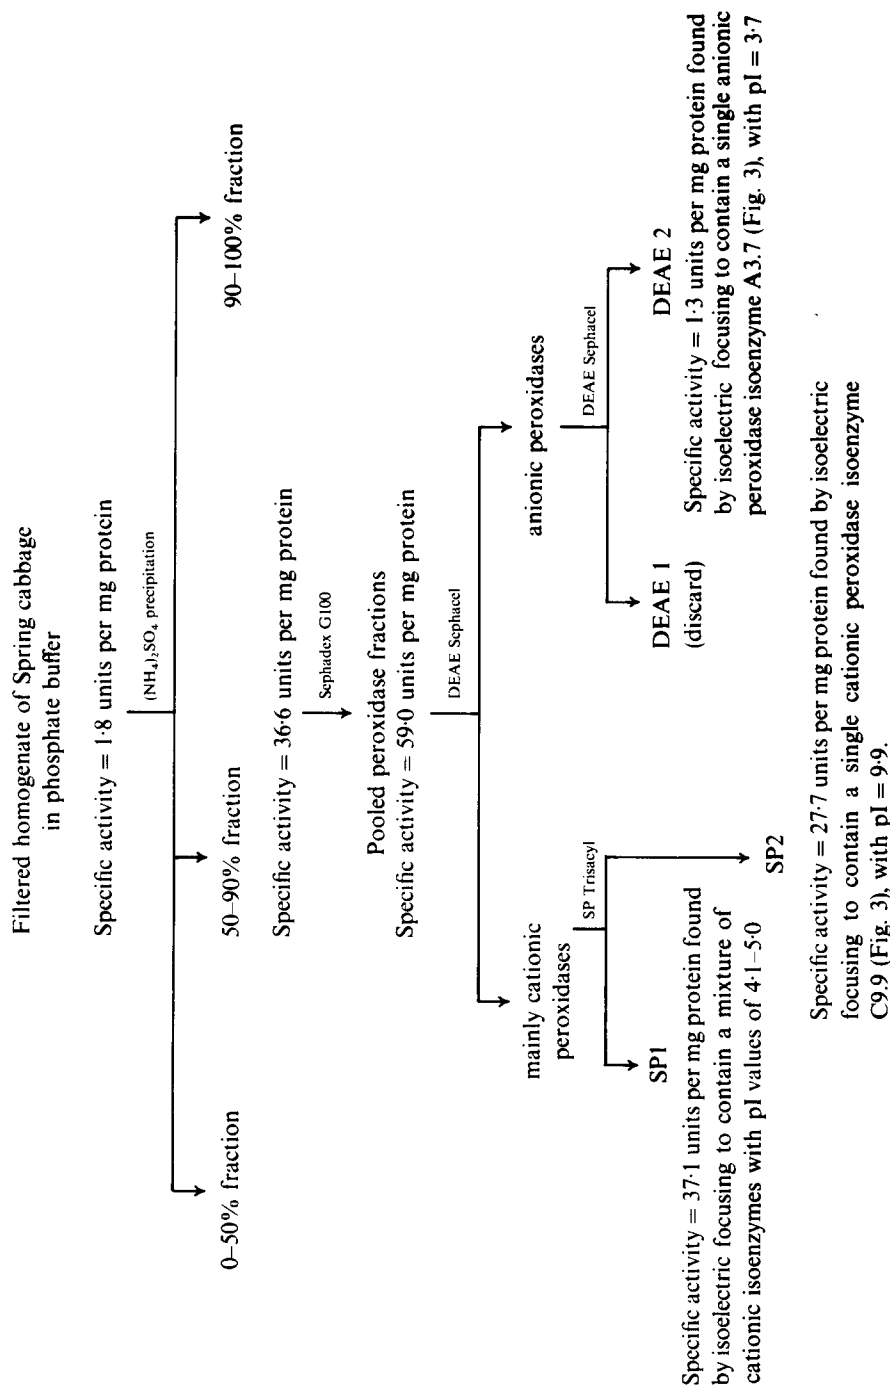 Filtered homogenate of Spring cabbage
in phosphate buffer
Specific activity = 1·8 units per mg protein
(NH₄)₂SO₄ precipitation
0–50% fraction
50–90% fraction
90–100% fraction
Specific activity = 36·6 units per mg protein
Sephadex G100
Pooled peroxidase fractions
Specific activity = 59·0 units per mg protein
DEAE Sephacel
mainly cationic
peroxidases
anionic peroxidases
SP Trisacyl
DEAE Sephacel
SP1
Specific activity = 37·1 units per mg protein found
by isoelectric focusing to contain a mixture of
cationic isoenzymes with pI values of 4·1–5·0
SP2
Specific activity = 27·7 units per mg protein found by isoelectric
focusing to contain a single cationic peroxidase isoenzyme
C9.9 (Fig. 3), with pI = 9·9.
DEAE 1
(discard)
DEAE 2
Specific activity = 1·3 units per mg protein found
by isoelectric focusing to contain a single anionic
peroxidase isoenzyme A3.7 (Fig. 3), with pI = 3·7